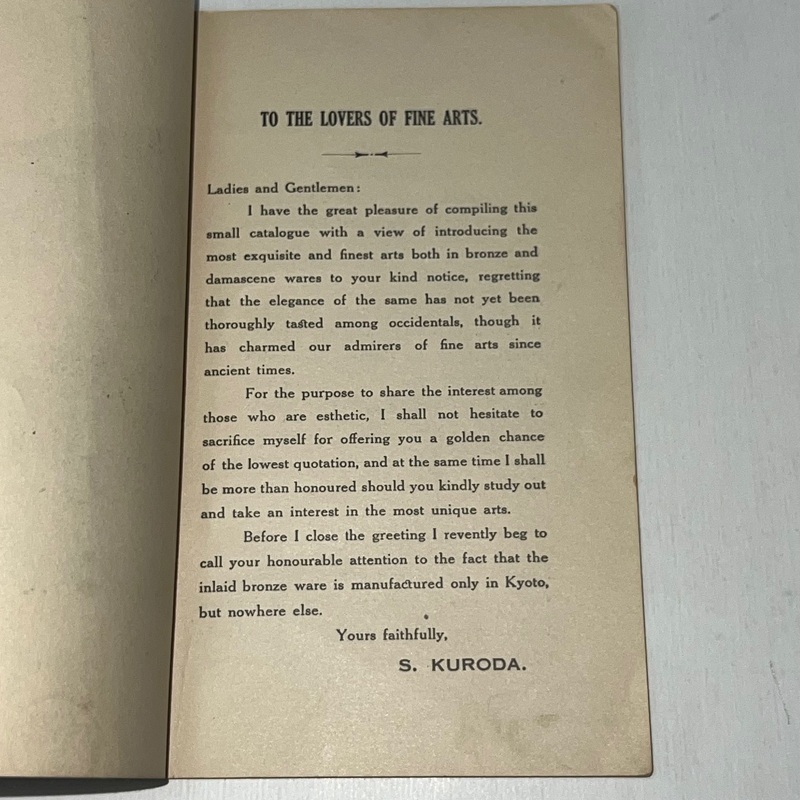 TO THE LOVERS OF FINE ARTS.
Ladies and Gentlemen:
I have the great pleasure of compiling this
small catalogue with a view of introducing the
most exquisite and finest arts both in bronze and
damascene wares to your kind notice, regretting
that the elegance of the same has not yet been
thoroughly tasted among occidentals, though it
has charmed our admirers of fine arts since
ancient times.
For the purpose to share the interest among
those who are esthetic, I shall not hesitate to
sacrifice myself for offering you a golden chance
of the lowest quotation, and at the same time I shall
be more than honoured should you kindly study out
and take an interest in the most unique arts.
Before I close the greeting I revently beg to
call your honourable attention to the fact that the
inlaid bronze ware is manufactured only in Kyoto,
but nowhere else.
Yours faithfully,
S. KURODA.